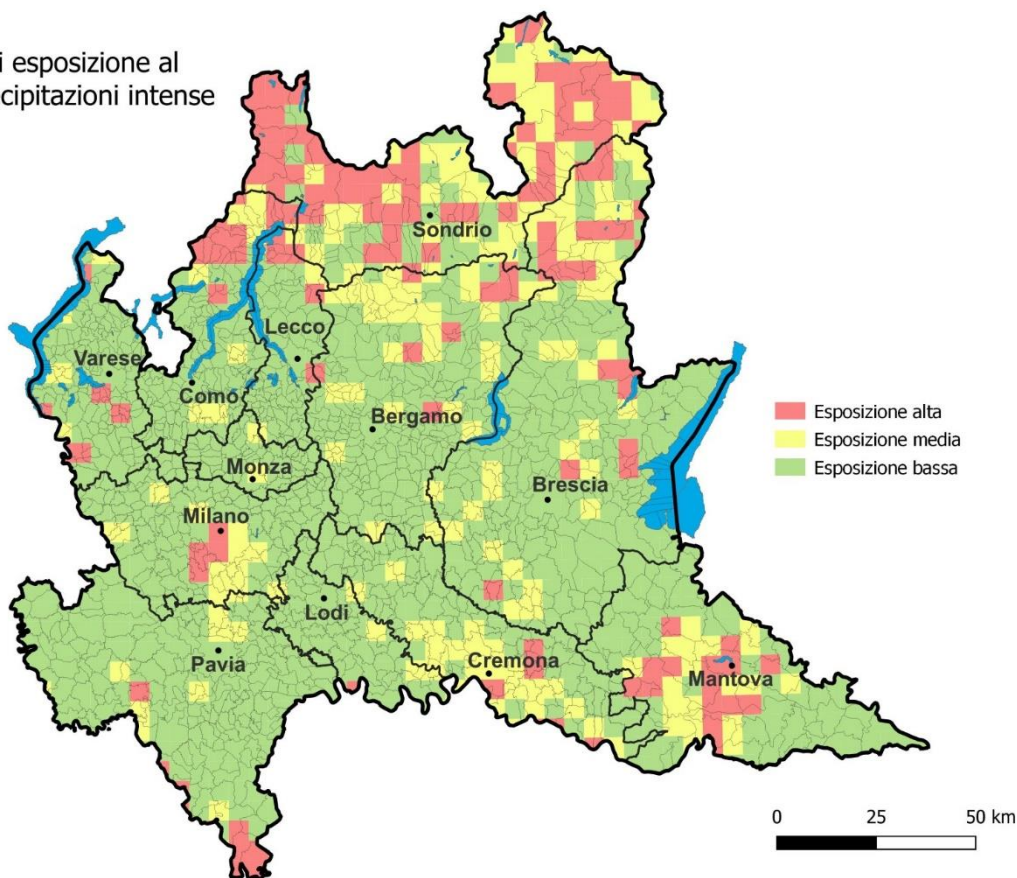 i esposizione al
cipitazioni intense
Sondrio
Lecco
Varese
Como
Bergamo
Monza
Brescia
Milano
Lodi
Pavia
Cremona
Mantova
Esposizione alta
Esposizione media
Esposizione bassa
0 25 50 km